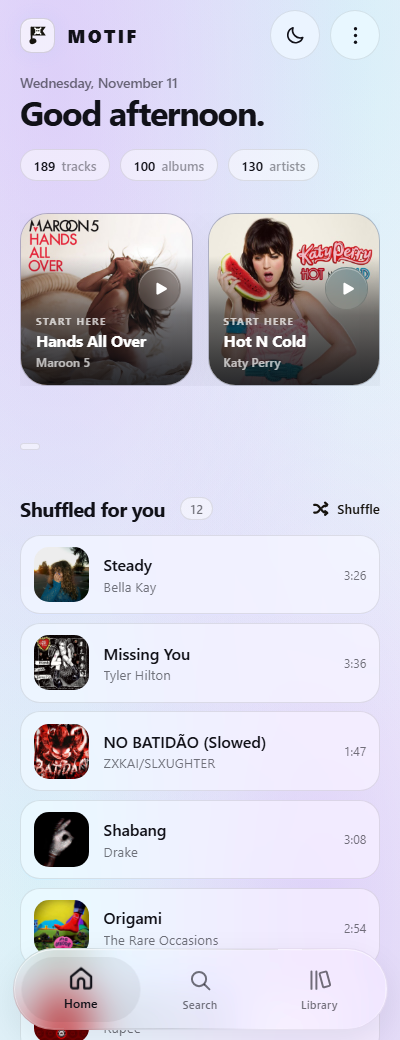 MOTIF
Wednesday, November 11
Good afternoon.
189 tracks
100 albums
130 artists
MAROON 5
HANDS
ALL
OVER
START HERE
Hands All Over
Maroon 5
Katy Perry
HOT
START HERE
Hot N Cold
Katy Perry
Shuffled for you
12
Shuffle
Steady
Bella Kay
3:26
Missing You
Tyler Hilton
3:36
NO BATIDÃO (Slowed)
ZXKAI/SLXUGHTER
1:47
Shabang
Drake
3:08
Origami
The Rare Occasions
2:54
Home
Search
Library